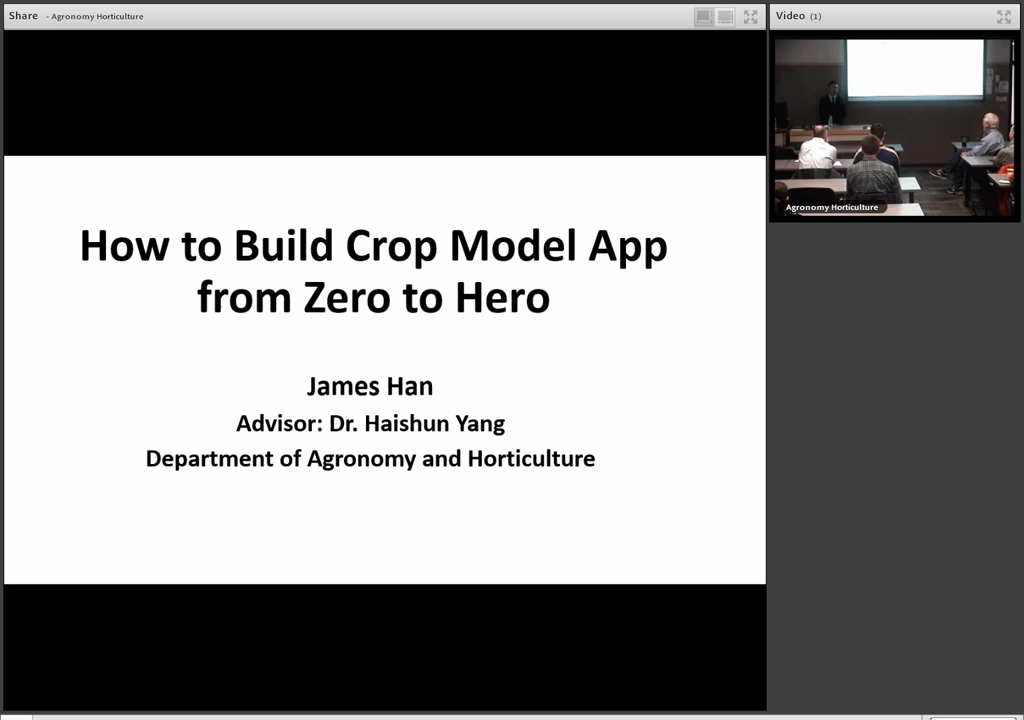 Share - Agronomy Horticulture
Video (1)
How to Build Crop Model App
from Zero to Hero
James Han
Advisor: Dr. Haishun Yang
Department of Agronomy and Horticulture
Agronomy Horticulture